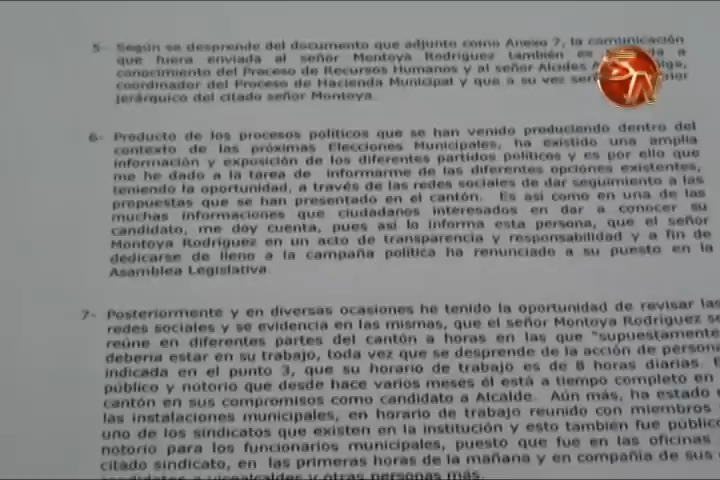 5- Según se desprende del documento que adjunto como Anexo 7, la comunicación
que fuera enviada al señor Montoya Rodríguez también es a
conocimiento del Proceso de Recursos Humanos y al señor Alcides
coordinador del Proceso de Hacienda Municipal y que a su vez
jerárquico del citado señor Montoya.
6- Producto de los procesos políticos que se han venido produciendo dentro del
contexto de las próximas Elecciones Municipales, ha existido una amplia
información y exposición de los diferentes partidos políticos y es por ello que
me he dado a la tarea de informarme de las diferentes opciones existentes,
teniendo la oportunidad, a través de las redes sociales de dar seguimiento a las
propuestas que se han presentado en el cantón. Es así como en una de las
muchas informaciones que ciudadanos interesados en dar a conocer su
candidato, me doy cuenta, pues así lo informa esta persona, que el señor
Montoya Rodríguez en un acto de transparencia y responsabilidad y a fin de
dedicarse de lleno a la campaña política ha renunciado a su puesto en la
Asamblea Legislativa.
7- Posteriormente y en diversas ocasiones he tenido la oportunidad de revisar las
redes sociales y se evidencia en las mismas, que el señor Montoya Rodríguez se
reúne en diferentes partes del cantón a horas en las que "supuestamente
debería estar en su trabajo, toda vez que se desprende de la acción de persona
indicada en el punto 3, que su horario de trabajo es de 8 horas diarias. E
público y notorio que desde hace varios meses él está a tiempo completo en
cantón en sus compromisos como candidato a Alcalde. Aún más, ha estado
las instalaciones municipales, en horario de trabajo reunido con miembros
uno de los sindicatos que existen en la institución y esto también fue público
notorio para los funcionarios municipales, puesto que fue en las oficinas
citado sindicato, en las primeras horas de la mañana y en compañía de sus
candidatos a vicealcaldes y otras personas más.